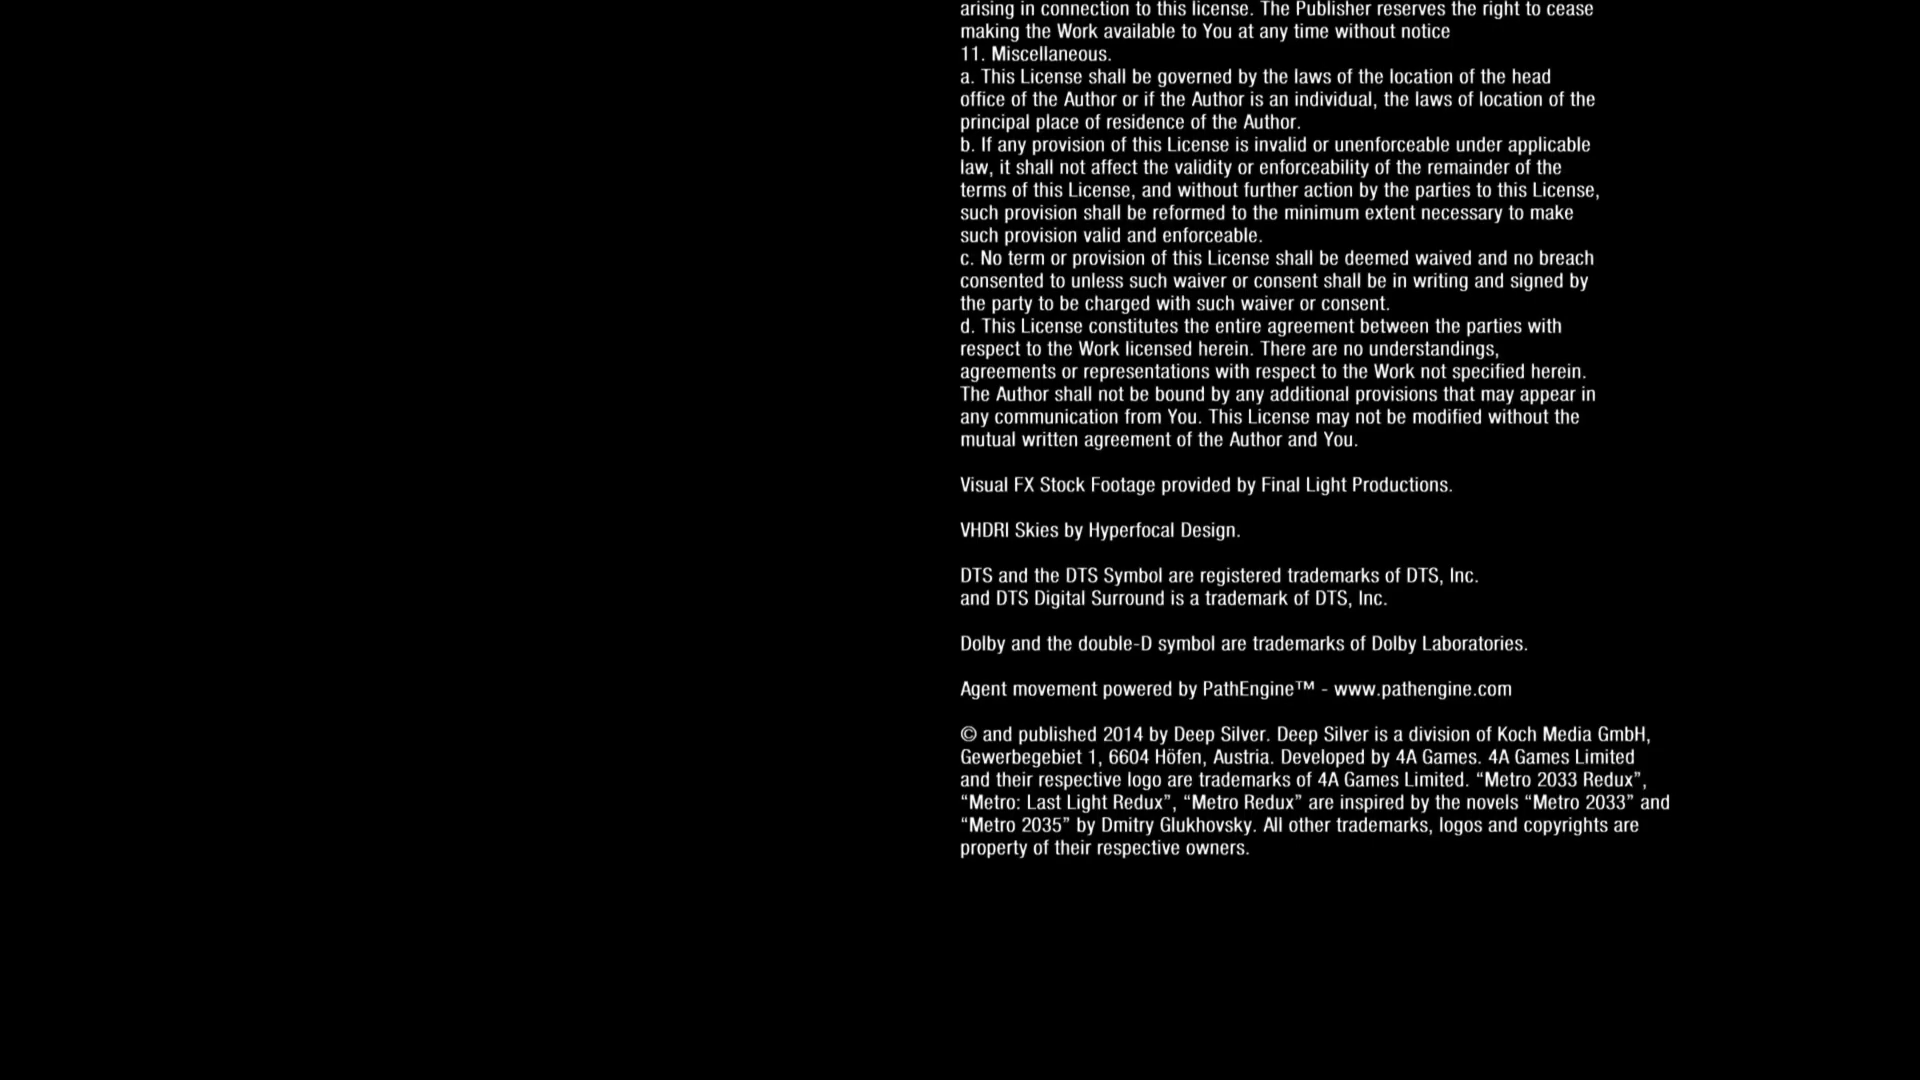 arising in connection to this license. The Publisher reserves the right to cease
making the Work available to You at any time without notice
11. Miscellaneous.
a. This License shall be governed by the laws of the location of the head
office of the Author or if the Author is an individual, the laws of location of the
principal place of residence of the Author.
b. If any provision of this License is invalid or unenforceable under applicable
law, it shall not affect the validity or enforceability of the remainder of the
terms of this License, and without further action by the parties to this License,
such provision shall be reformed to the minimum extent necessary to make
such provision valid and enforceable.
c. No term or provision of this License shall be deemed waived and no breach
consented to unless such waiver or consent shall be in writing and signed by
the party to be charged with such waiver or consent.
d. This License constitutes the entire agreement between the parties with
respect to the Work licensed herein. There are no understandings,
agreements or representations with respect to the Work not specified herein.
The Author shall not be bound by any additional provisions that may appear in
any communication from You. This License may not be modified without the
mutual written agreement of the Author and You.
Visual FX Stock Footage provided by Final Light Productions.
VHDRI Skies by Hyperfocal Design.
DTS and the DTS Symbol are registered trademarks of DTS, Inc.
and DTS Digital Surround is a trademark of DTS, Inc.
Dolby and the double-D symbol are trademarks of Dolby Laboratories.
Agent movement powered by PathEngine™ - www.pathengine.com
© and published 2014 by Deep Silver. Deep Silver is a division of Koch Media GmbH,
Gewerbegebiet 1, 6604 Höfen, Austria. Developed by 4A Games. 4A Games Limited
and their respective logo are trademarks of 4A Games Limited. “Metro 2033 Redux”,
“Metro: Last Light Redux”, “Metro Redux” are inspired by the novels “Metro 2033” and
“Metro 2035” by Dmitry Glukhovsky. All other trademarks, logos and copyrights are
property of their respective owners.